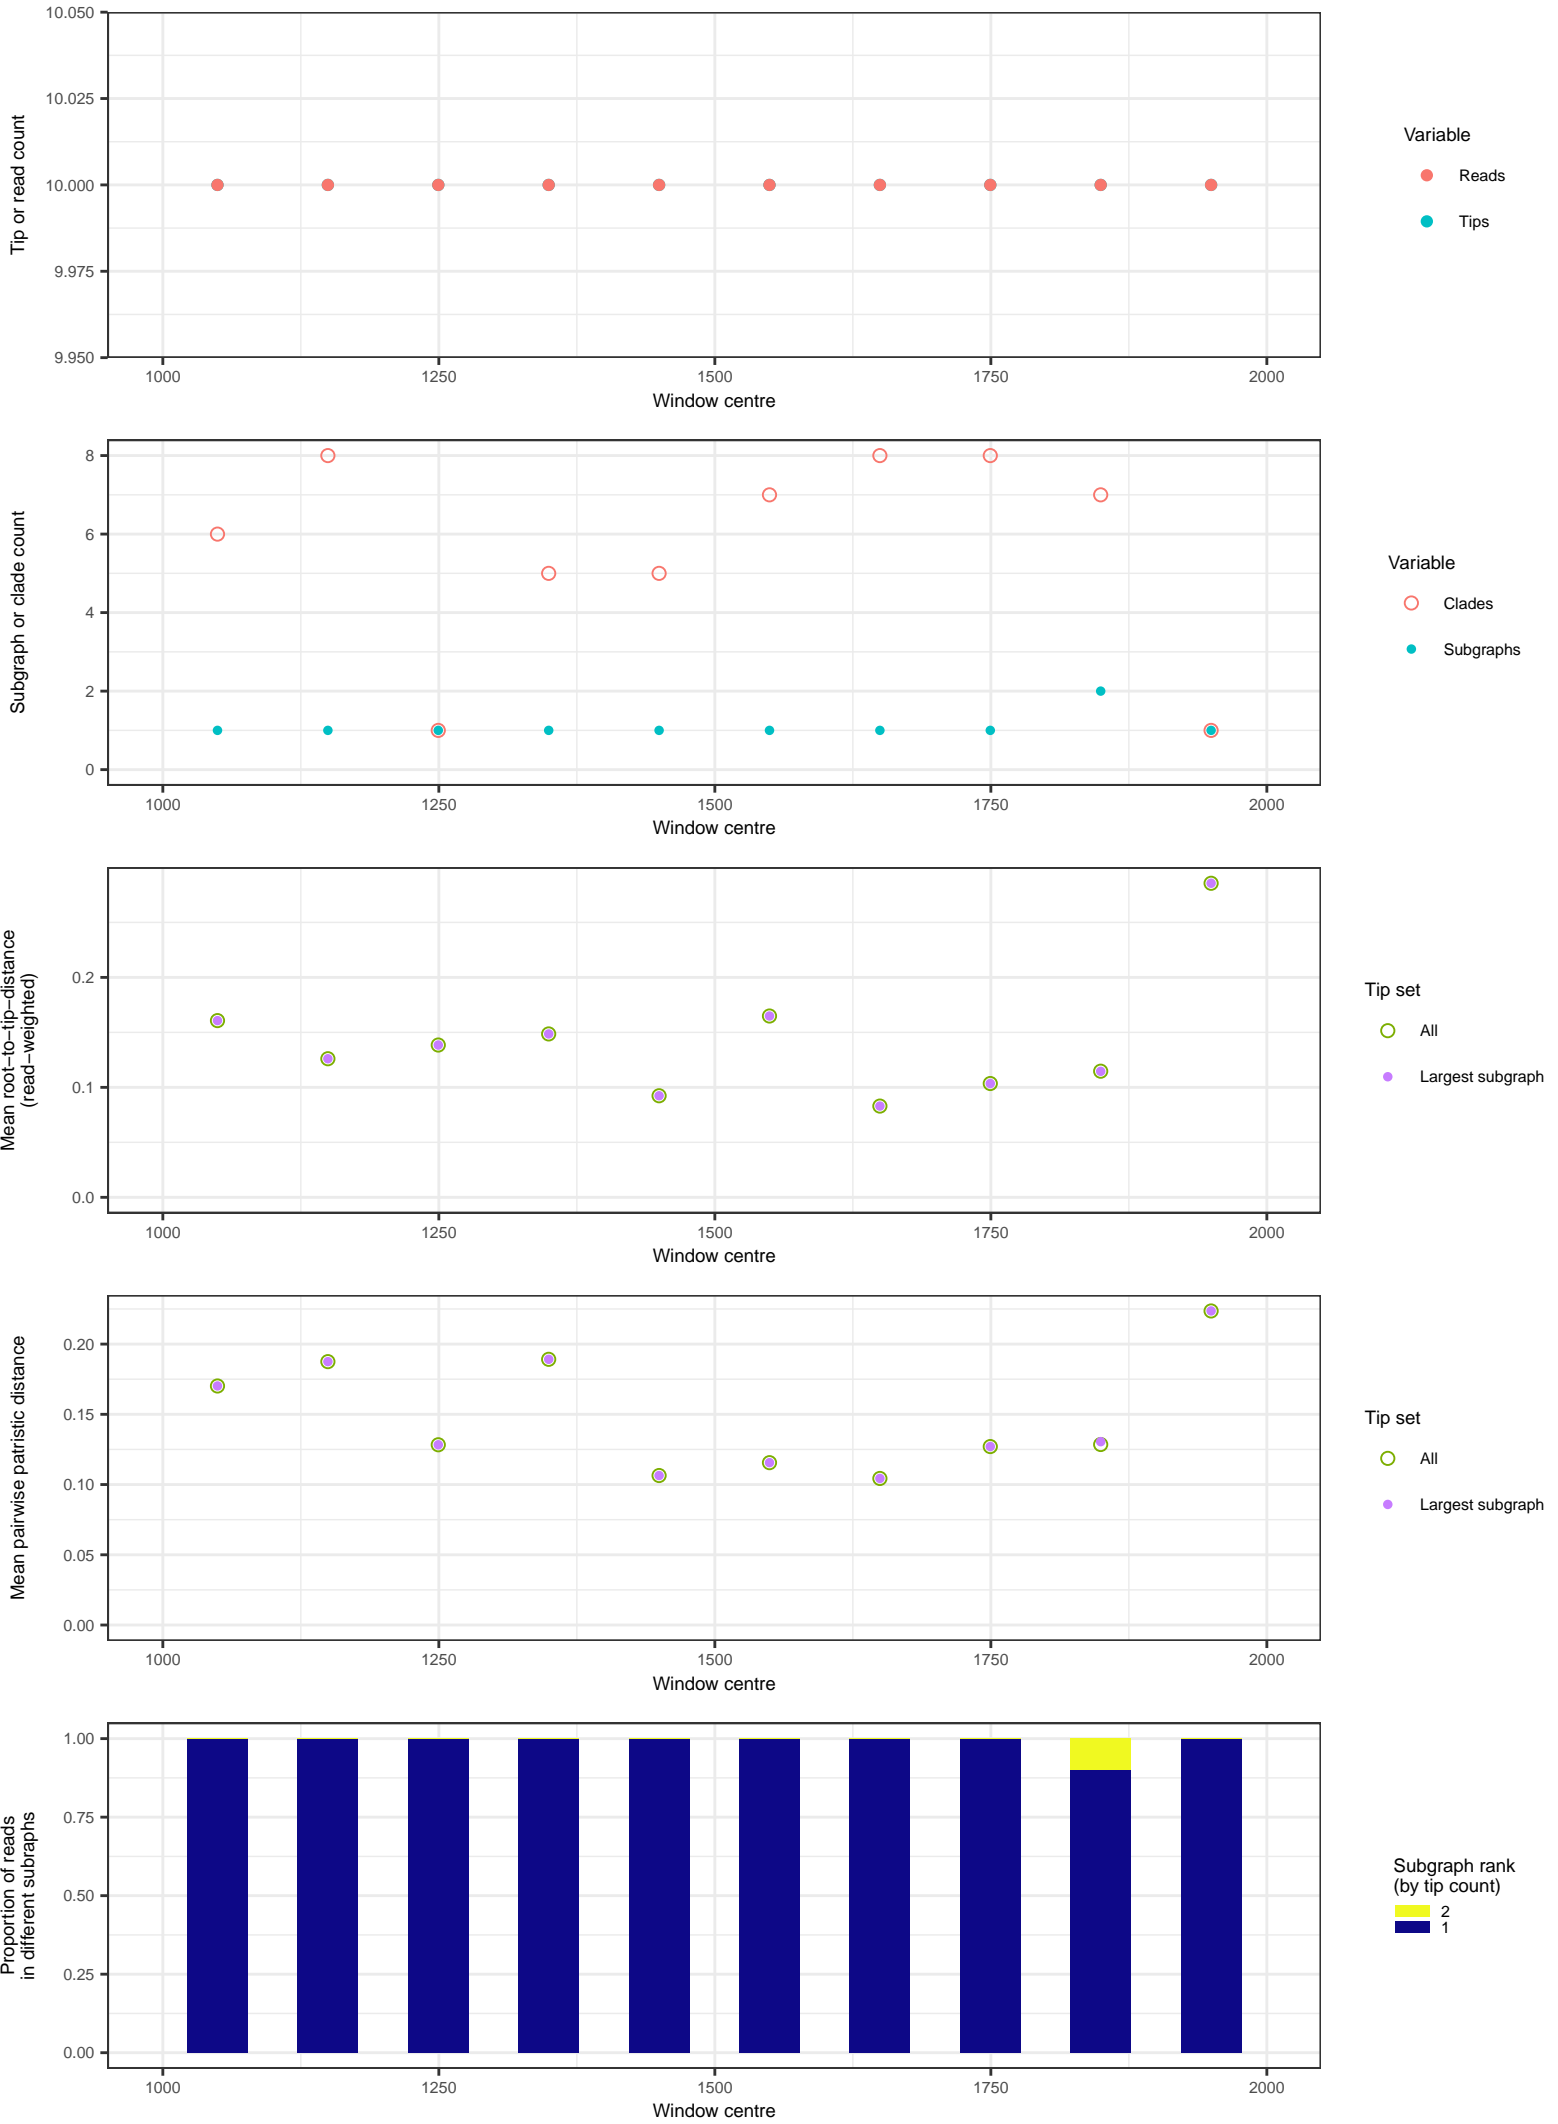 10.050
10.025
10.000
9.975
9.950
Tip or read count
1000 1250 1500 1750 2000
Window centre
Variable
Reads
Tips
8
6
4
2
0
Subgraph or clade count
1000 1250 1500 1750 2000
Window centre
Variable
Clades
Subgraphs
0.2
0.1
0.0
Mean root−to−tip−distance
(read−weighted)
1000 1250 1500 1750 2000
Window centre
Tip set
All
Largest subgraph
0.20
0.15
0.10
0.05
0.00
Mean pairwise patristic distance
1000 1250 1500 1750 2000
Window centre
Tip set
All
Largest subgraph
1.00
0.75
0.50
0.25
0.00
Proportion of reads
in different subraphs
1000 1250 1500 1750 2000
Window centre
Subgraph rank
(by tip count)
2
1